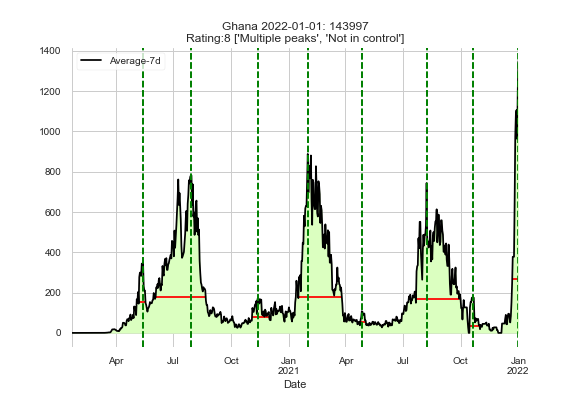 Ghana 2022-01-01: 143997
Rating:8 ['Multiple peaks', 'Not in control']
1400
Average-7d
1200
1000
800
600
400
200
0
Apr Jul Oct Jan Apr Jul Oct Jan
2021 2022
Date